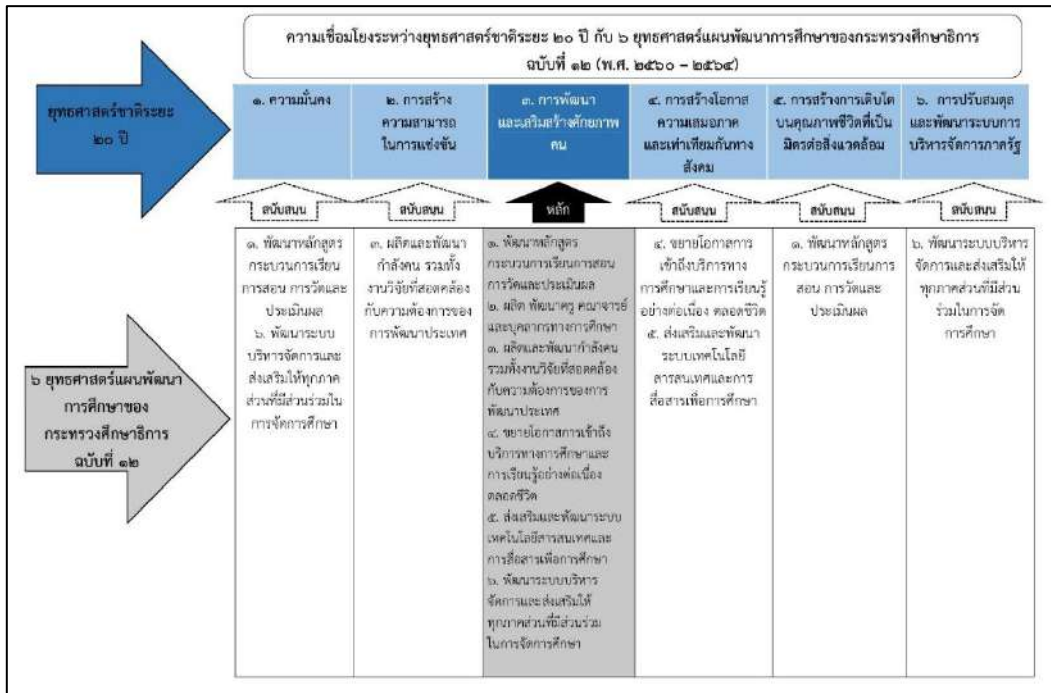 ความเชื่อมโยงระหว่างยุทธศาสตร์ชาติระยะ ๒๐ ปี กับ ๖ ยุทธศาสตร์แผนพัฒนาการศึกษาของกระทรวงศึกษาธิการ
ฉบับที่ ๑๒ (พ.ศ. ๒๕๖๐ – ๒๕๖๔)
ยุทธศาสตร์ชาติระยะ
๒๐ ปี
๑. ความมั่นคง
๒. การสร้าง
ความสามารถ
ในการแข่งขัน
๓. การพัฒนา
และเสริมสร้างศักยภาพ
คน
๔. การสร้างโอกาส
ความเสมอภาค
และเท่าเทียมกันทาง
สังคม
๕. การสร้างการเติบโต
บนคุณภาพชีวิตที่เป็น
มิตรต่อสิ่งแวดล้อม
๖. การปรับสมดุล
และพัฒนาระบบการ
บริหารจัดการภาครัฐ
สนับสนุน
สนับสนุน
หลัก
สนับสนุน
สนับสนุน
สนับสนุน
๖ ยุทธศาสตร์แผนพัฒนา
การศึกษาของ
กระทรวงศึกษาธิการ
ฉบับที่ ๑๒
๑. พัฒนาหลักสูตร
กระบวนการเรียน
การสอน การวัดและ
ประเมินผล
๖. พัฒนาระบบ
บริหารจัดการและ
ส่งเสริมให้ทุกภาค
ส่วนที่มีส่วนร่วมใน
การจัดการศึกษา
๓. ผลิตและพัฒนา
กำลังคน รวมทั้ง
งานวิจัยที่สอดคล้อง
กับความต้องการของ
การพัฒนาประเทศ
๑. พัฒนาหลักสูตร
กระบวนการเรียนการสอน
การวัดและประเมินผล
๒. ผลิต พัฒนาครู คณาจารย์
และบุคลากรทางการศึกษา
๓. ผลิตและพัฒนากำลังคน
รวมทั้งงานวิจัยที่สอดคล้อง
กับความต้องการของการ
พัฒนาประเทศ
๔. ขยายโอกาสการเข้าถึง
บริการทางการศึกษาและ
การเรียนรู้อย่างต่อเนื่อง
ตลอดชีวิต
๕. ส่งเสริมและพัฒนาระบบ
เทคโนโลยีสารสนเทศและ
การสื่อสารเพื่อการศึกษา
๖. พัฒนาระบบบริหาร
จัดการและส่งเสริมให้
ทุกภาคส่วนที่มีส่วนร่วม
ในการจัดการศึกษา
๔. ขยายโอกาสการ
เข้าถึงบริการทาง
การศึกษาและการเรียนรู้
อย่างต่อเนื่อง ตลอดชีวิต
๕. ส่งเสริมและพัฒนา
ระบบเทคโนโลยี
สารสนเทศและการ
สื่อสารเพื่อการศึกษา
๑. พัฒนาหลักสูตร
กระบวนการเรียนการ
สอน การวัดและ
ประเมินผล
๖. พัฒนาระบบบริหาร
จัดการและส่งเสริมให้
ทุกภาคส่วนที่มีส่วน
ร่วมในการจัด
การศึกษา